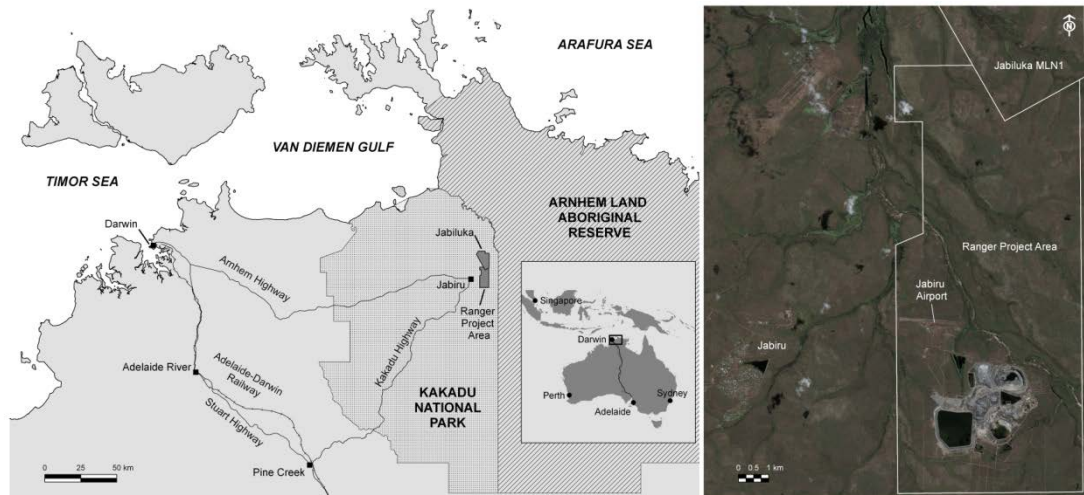 ARAFURA SEA
VAN DIEMEN GULF
TIMOR SEA
Darwin
Arnhem Highway
ARNHEM LAND
ABORIGINAL
RESERVE
Jabiluka
Jabiru
Ranger
Project
Area
Kakadu Highway
Adelaide River
Adelaide-Darwin
Railway
Stuart Highway
KAKADU
NATIONAL
PARK
Pine Creek
0 25 50 km
Singapore
Darwin
Perth
Adelaide
Sydney
N
Jabiluka MLN1
Ranger Project Area
Jabiru
Airport
Jabiru
0 0.5 1 km